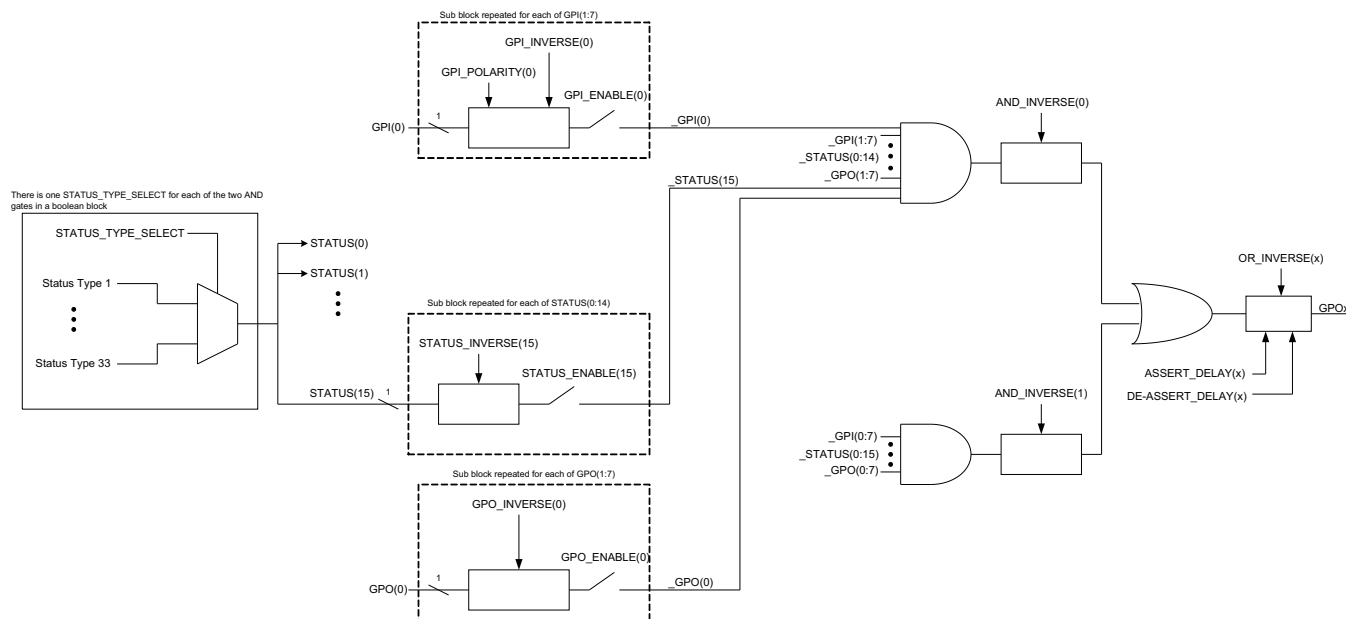 Sub block repeated for each of GPI(1:7)
GPI_INVERSE(0)
GPI_POLARITY(0)
GPI_ENABLE(0)
GPI(0)
1
_GPI(0)
AND_INVERSE(0)
_GPI(1:7)
_STATUS(0:14)
_GPO(1:7)
_STATUS(15)
There is one STATUS_TYPE_SELECT for each of the two AND
gates in a boolean block
STATUS_TYPE_SELECT
Status Type 1
Status Type 33
STATUS(0)
STATUS(1)
Sub block repeated for each of STATUS(0:14)
STATUS_INVERSE(15)
STATUS_ENABLE(15)
STATUS(15)
1
OR_INVERSE(x)
GPOx
ASSERT_DELAY(x)
DE-ASSERT_DELAY(x)
AND_INVERSE(1)
_GPI(0:7)
_STATUS(0:15)
_GPO(0:7)
Sub block repeated for each of GPO(1:7)
GPO_INVERSE(0)
GPO_ENABLE(0)
GPO(0)
1
_GPO(0)